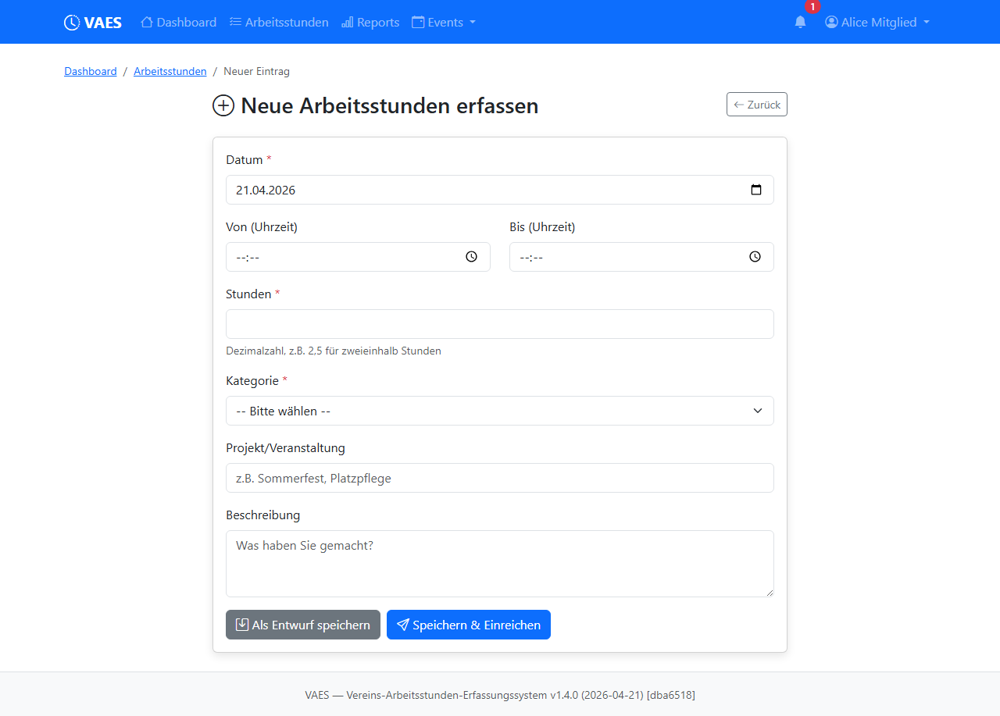 VAES Dashboard Arbeitsstunden Reports Events 1 Alice Mitglied
Dashboard / Arbeitsstunden / Neuer Eintrag
Neue Arbeitsstunden erfassen
Zurück
Datum *
21.04.2026
Von (Uhrzeit) Bis (Uhrzeit)
--:-- --:--
Stunden *
Dezimalzahl, z.B. 2,5 für zweieinhalb Stunden
Kategorie *
-- Bitte wählen --
Projekt/Veranstaltung
z.B. Sommerfest, Platzpflege
Beschreibung
Was haben Sie gemacht?
Als Entwurf speichern Speichern & Einreichen
VAES — Vereins-Arbeitsstunden-Erfassungssystem v1.4.0 (2026-04-21) [dba6518]